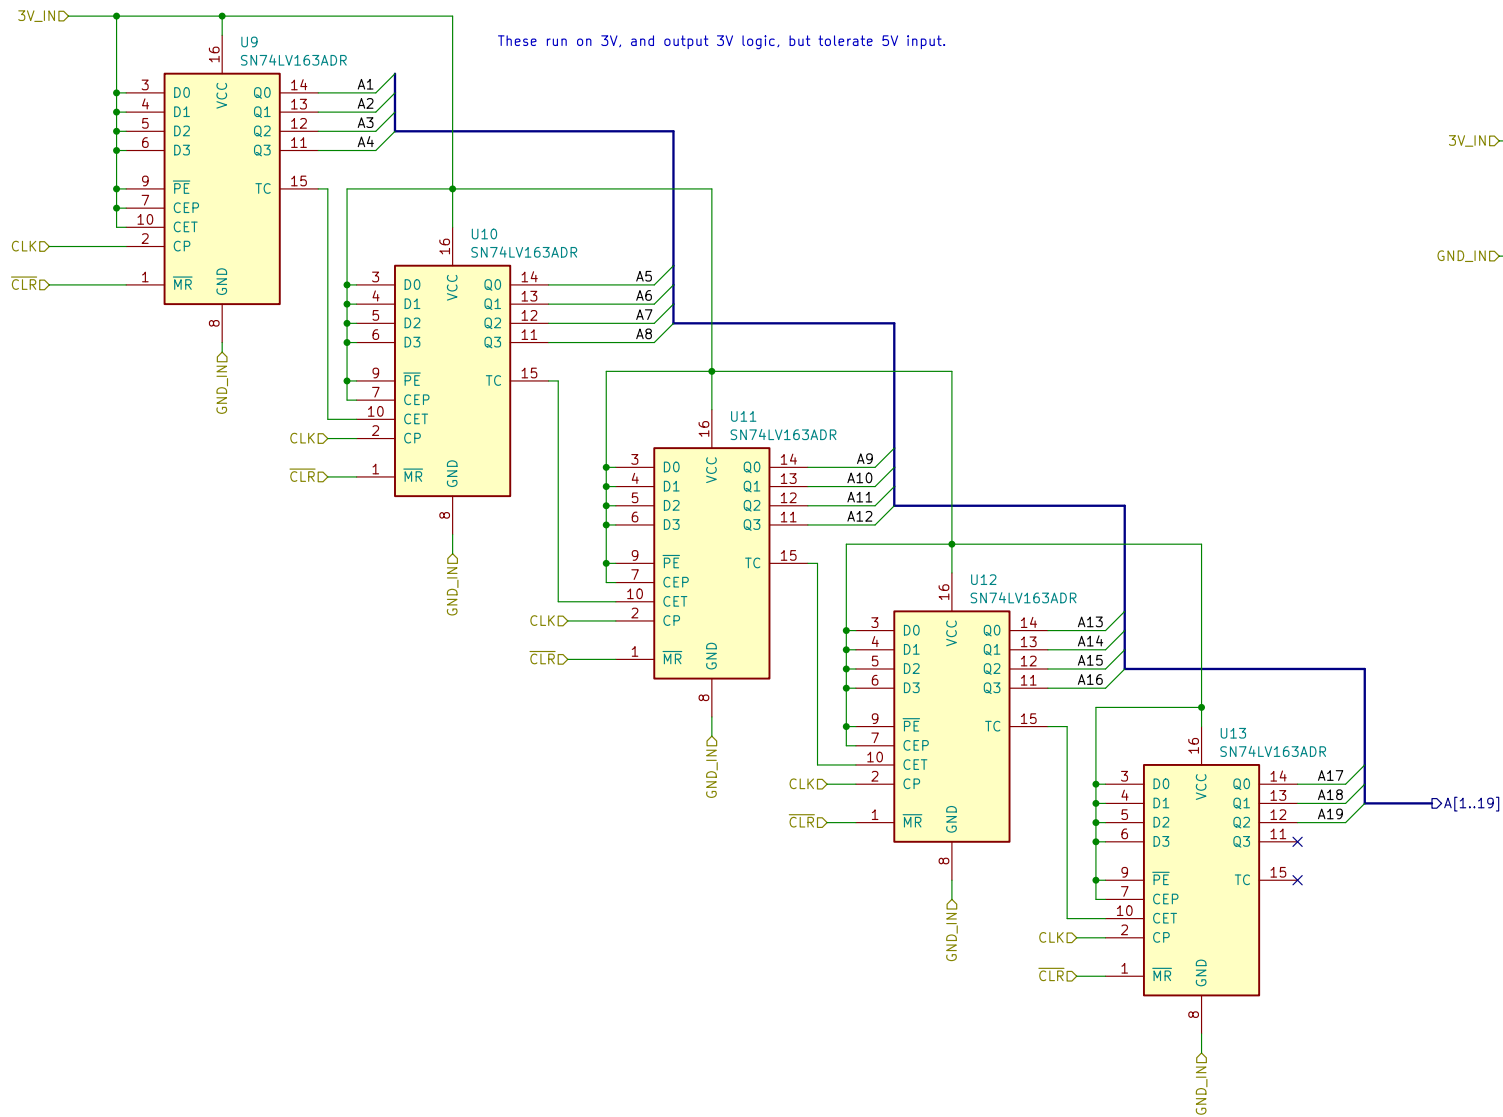 3V_IN
These run on 3V, and output 3V logic, but tolerate 5V input.
U9
SN74LV163ADR
16
VCC
3 D0 Q0 14 A1
4 D1 Q1 13 A2
5 D2 Q2 12 A3
6 D3 Q3 11 A4
9 PE TC 15
7 CEP
10 CET
CLK 2 CP
CLR 1 MR
GND
8
GND_IN
3V_IN
GND_IN
U10
SN74LV163ADR
16
VCC
3 D0 Q0 14 A5
4 D1 Q1 13 A6
5 D2 Q2 12 A7
6 D3 Q3 11 A8
9 PE TC 15
7 CEP
10 CET
CLK 2 CP
CLR 1 MR
GND
8
GND_IN
U11
SN74LV163ADR
16
VCC
3 D0 Q0 14 A9
4 D1 Q1 13 A10
5 D2 Q2 12 A11
6 D3 Q3 11 A12
9 PE TC 15
7 CEP
10 CET
CLK 2 CP
CLR 1 MR
GND
8
GND_IN
U12
SN74LV163ADR
16
VCC
3 D0 Q0 14 A13
4 D1 Q1 13 A14
5 D2 Q2 12 A15
6 D3 Q3 11 A16
9 PE TC 15
7 CEP
10 CET
CLK 2 CP
CLR 1 MR
GND
8
GND_IN
U13
SN74LV163ADR
16
VCC
3 D0 Q0 14 A17
4 D1 Q1 13 A18
5 D2 Q2 12 A19
6 D3 Q3 11
9 PE TC 15
7 CEP
10 CET
CLK 2 CP
CLR 1 MR
GND
8
GND_IN
A[1..19]